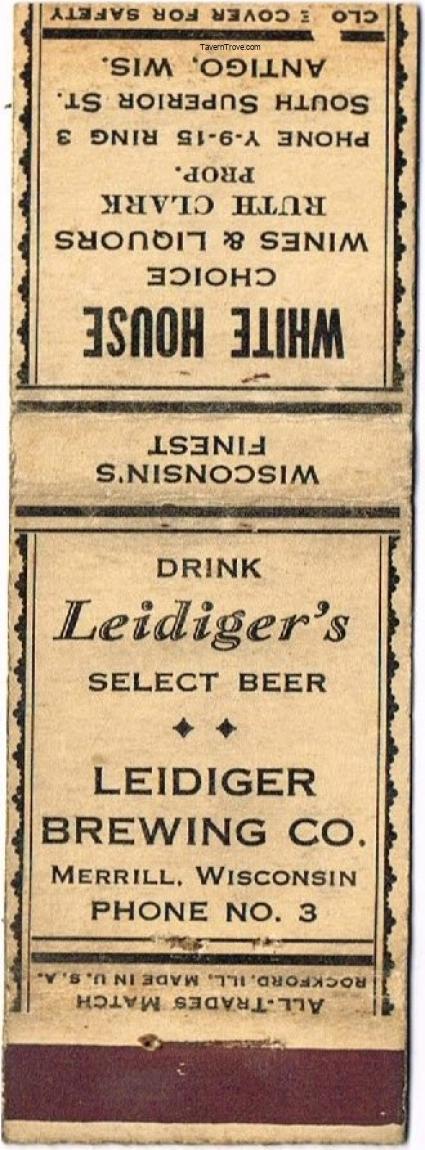 WHITE HOUSE
CHOICE
WINES & LIQUORS
RUTH CLARK
PROP.
PHONE Y-9-15 RING 3
SOUTH SUPERIOR ST.
ANTIGO, WIS.
COVER FOR SAFETY
TavernTrove.com
WISCONSIN'S
FINEST
DRINK
Leidiger's
SELECT BEER
LEIDIGER
BREWING CO.
MERRILL, WISCONSIN
PHONE NO. 3
ALL-TRADES MATCH
ROCKFORD, ILL. MADE IN U.S.A.